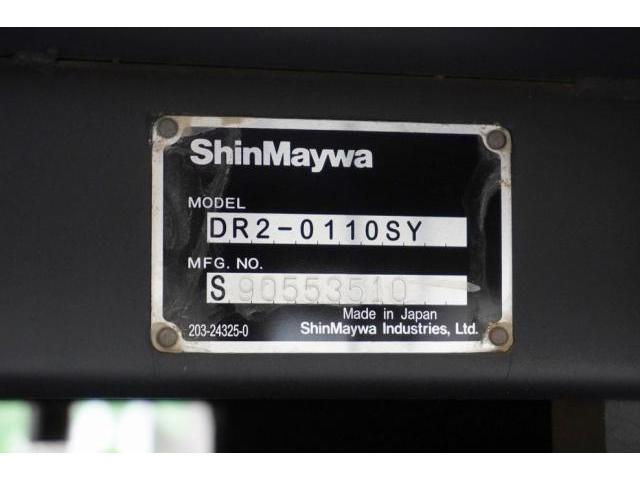 ShinMaywa
MODEL
DR2-0110SY
MFG. NO.
S 90553510
Made in Japan
203-24325-0 ShinMaywa Industries, Ltd.